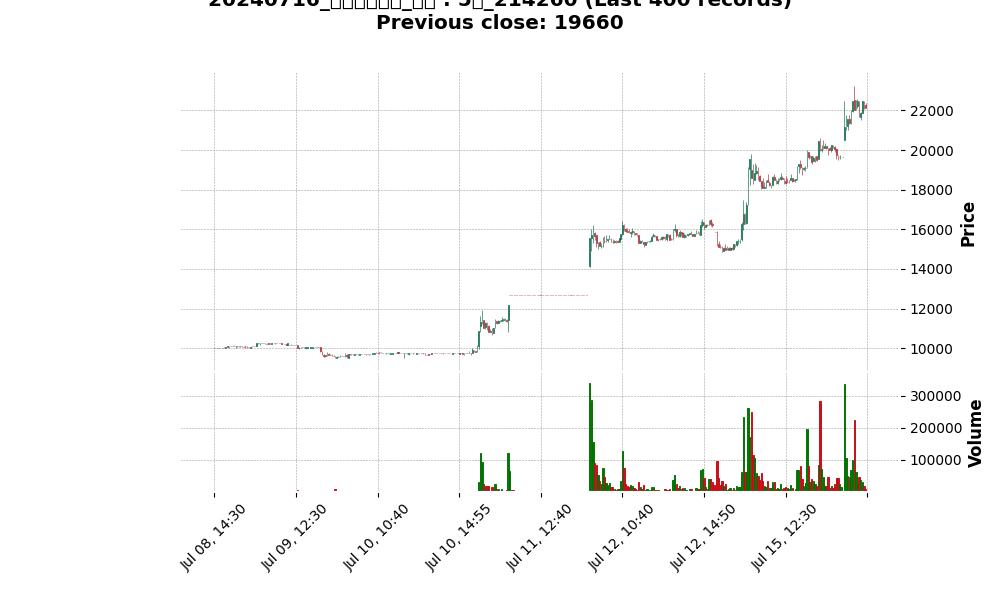 : 5 _214260 (Last 400 records)
Previous close: 19660
22000
20000
18000
16000
14000
12000
10000
Price
300000
200000
100000
Volume
Jul 08, 14:30
Jul 09, 12:30
Jul 10, 10:40
Jul 10, 14:55
Jul 11, 12:40
Jul 12, 10:40
Jul 12, 14:50
Jul 15, 12:30